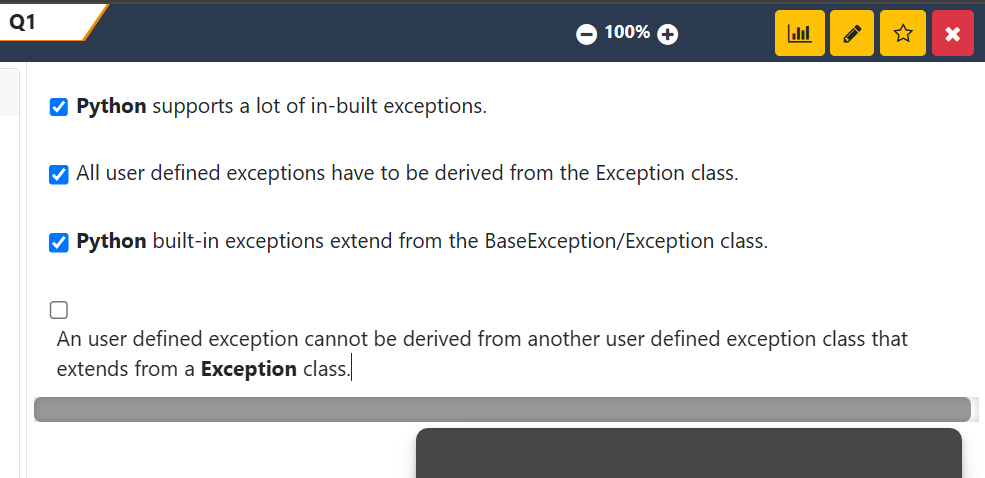 Q1
100%
Python supports a lot of in-built exceptions.
All user defined exceptions have to be derived from the Exception class.
Python built-in exceptions extend from the BaseException/Exception class.
An user defined exception cannot be derived from another user defined exception class that
extends from a Exception class.